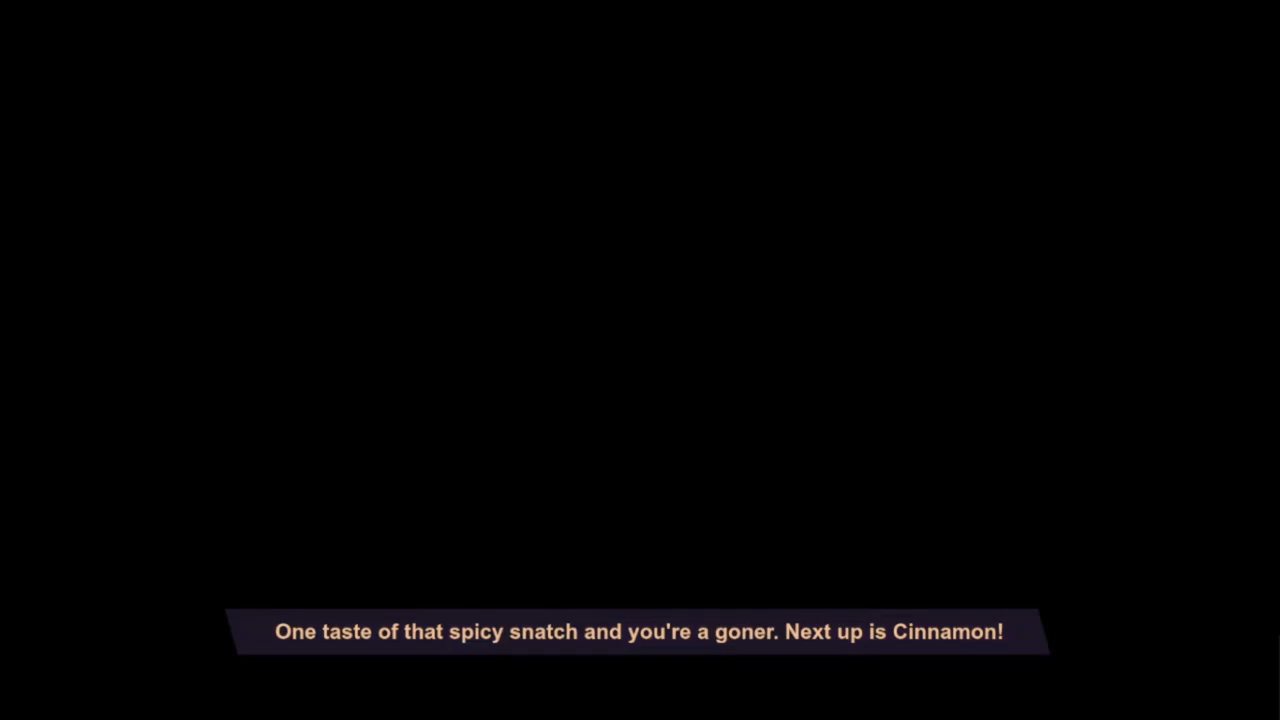 One taste of that spicy snatch and you're a goner. Next up is Cinnamon!